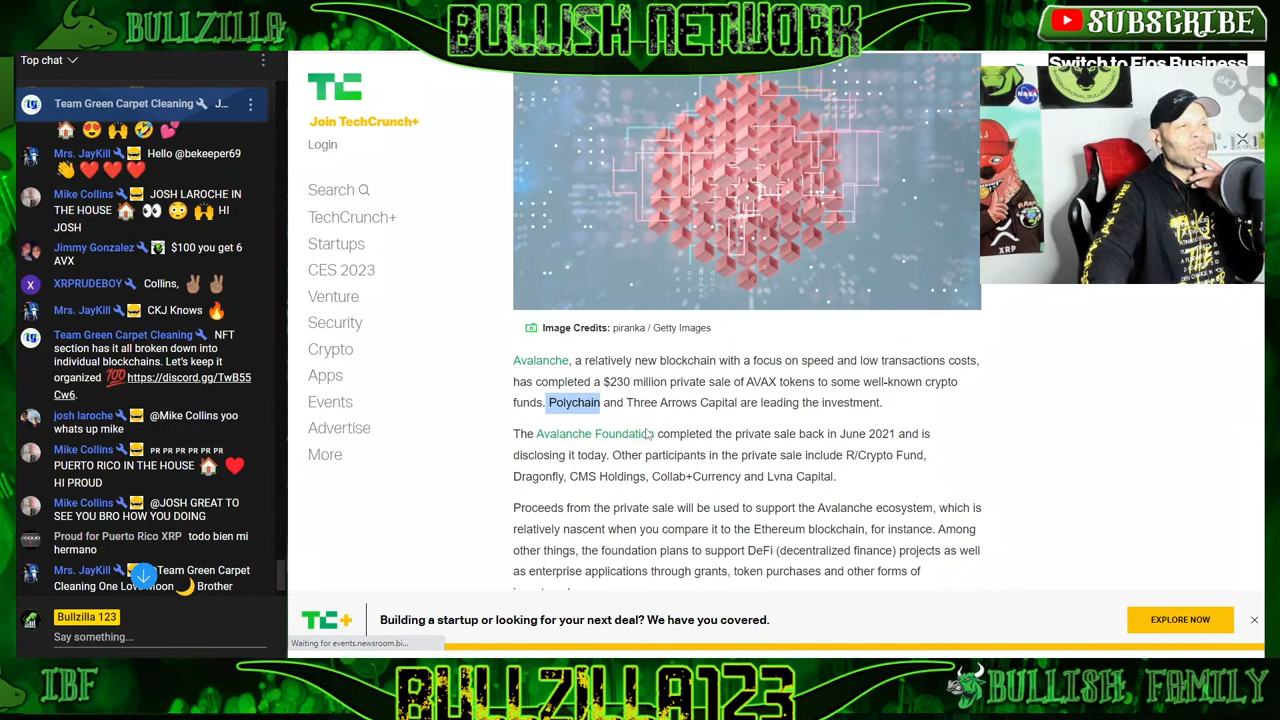 BULLZILLA
BULLISH NETWORK
SUBSCRIBE
Top chat
Team Green Carpet Cleaning J...
Mrs. JayKill Hello @bekeeper69
👋 ❤️ ❤️ ❤️
Mike Collins JOSH LAROCHE IN
THE HOUSE 🏠 👀 😳 🙌 HI
JOSH
Jimmy Gonzalez $100 you get 6
AVX
X XRPRUDEBOY Collins, ✌🏽 ✌🏽
Mrs. JayKill CKJ Knows 🔥
Team Green Carpet Cleaning NFT
section has it all broken down into
individual blockchains. Let's keep it
organized 💯 https://discord.gg/TwB55
Cw6.
josh laroche @Mike Collins yoo
whats up mike
Mike Collins ᴘʀ ᴘʀ ᴘʀ ᴘʀ ᴘʀ ᴘʀ
PUERTO RICO IN THE HOUSE 🏠 ❤️
HI PROUD
Mike Collins @JOSH GREAT TO
SEE YOU BRO HOW YOU DOING
Proud for Puerto Rico XRP todo bien mi
hermano
Mrs. JayKill Team Green Carpet
Cleaning One Love Moon 🌙 Brother
Bullzilla 123
Say something...
TC
Join TechCrunch+
Login
Search
TechCrunch+
Startups
CES 2023
Venture
Security
Crypto
Apps
Events
Advertise
More
Switch to Fios Business
NASA
XRP
Image Credits: piranka / Getty Images
Avalanche, a relatively new blockchain with a focus on speed and low transactions costs,
has completed a $230 million private sale of AVAX tokens to some well-known crypto
funds. Polychain and Three Arrows Capital are leading the investment.
The Avalanche Foundation completed the private sale back in June 2021 and is
disclosing it today. Other participants in the private sale include R/Crypto Fund,
Dragonfly, CMS Holdings, Collab+Currency and Lvna Capital.
Proceeds from the private sale will be used to support the Avalanche ecosystem, which is
relatively nascent when you compare it to the Ethereum blockchain, for instance. Among
other things, the foundation plans to support DeFi (decentralized finance) projects as well
as enterprise applications through grants, token purchases and other forms of
TC+ Building a startup or looking for your next deal? We have you covered.
EXPLORE NOW
Waiting for events.newsroom.bi...
IBF
BULLZILLA123
BULLISH FAMILY